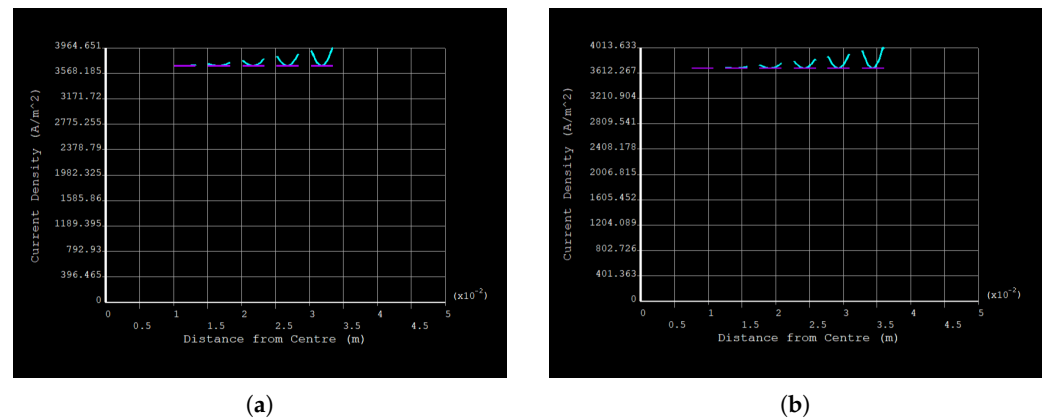 3964.651
3568.185
3171.72
2775.255
2378.79
1982.325
1585.86
1189.395
792.93
396.465
0
Current Density (A/m^2)
0 1 2 3 4 5
0.5 1.5 2.5 3.5 4.5
(x10-2)
Distance from Centre (m)
(a)
4013.633
3612.267
3210.904
2809.541
2408.178
2006.815
1605.452
1204.089
802.726
401.363
0
Current Density (A/m^2)
0 1 2 3 4 5
0.5 1.5 2.5 3.5 4.5
(x10-2)
Distance from Centre (m)
(b)